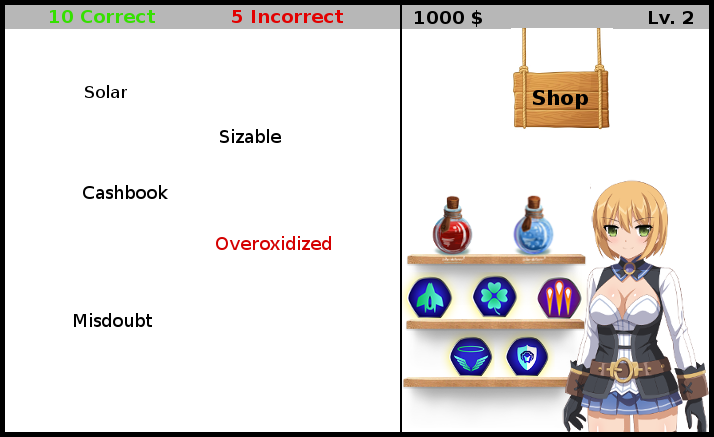 10 Correct 5 Incorrect 1000 $ Lv. 2
Shop
Solar
Sizable
Cashbook
Overoxidized
Misdoubt